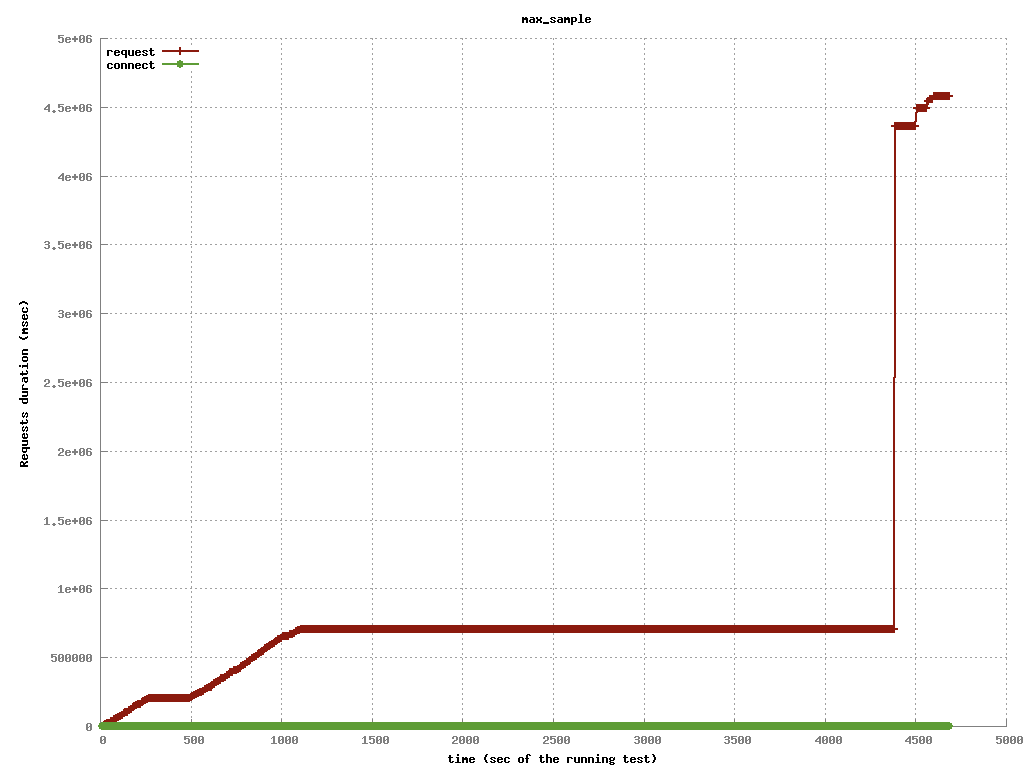 max_sample
5e+06
request
connect
4.5e+06
4e+06
3.5e+06
3e+06
2.5e+06
2e+06
1.5e+06
1e+06
500000
0
Requests duration (msec)
0 500 1000 1500 2000 2500 3000 3500 4000 4500 5000
time (sec of the running test)